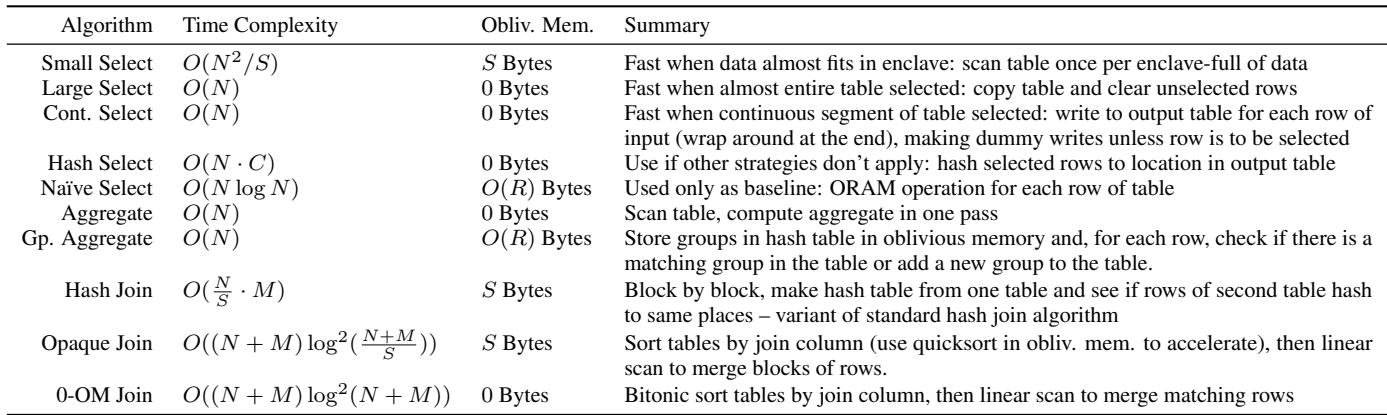 Algorithm Time Complexity Obliv. Mem. Summary
Small Select O(N²/S) S Bytes Fast when data almost fits in enclave: scan table once per enclave-full of data
Large Select O(N) 0 Bytes Fast when almost entire table selected: copy table and clear unselected rows
Cont. Select O(N) 0 Bytes Fast when continuous segment of table selected: write to output table for each row of
input (wrap around at the end), making dummy writes unless row is to be selected
Hash Select O(N · C) 0 Bytes Use if other strategies don't apply: hash selected rows to location in output table
Naïve Select O(N log N) O(R) Bytes Used only as baseline: ORAM operation for each row of table
Aggregate O(N) 0 Bytes Scan table, compute aggregate in one pass
Gp. Aggregate O(N) O(R) Bytes Store groups in hash table in oblivious memory and, for each row, check if there is a
matching group in the table or add a new group to the table.
Hash Join O(N/S · M) S Bytes Block by block, make hash table from one table and see if rows of second table hash
to same places – variant of standard hash join algorithm
Opaque Join O((N + M) log²(N+M/S)) S Bytes Sort tables by join column (use quicksort in obliv. mem. to accelerate), then linear
scan to merge blocks of rows.
0-OM Join O((N + M) log²(N + M)) 0 Bytes Bitonic sort tables by join column, then linear scan to merge matching rows